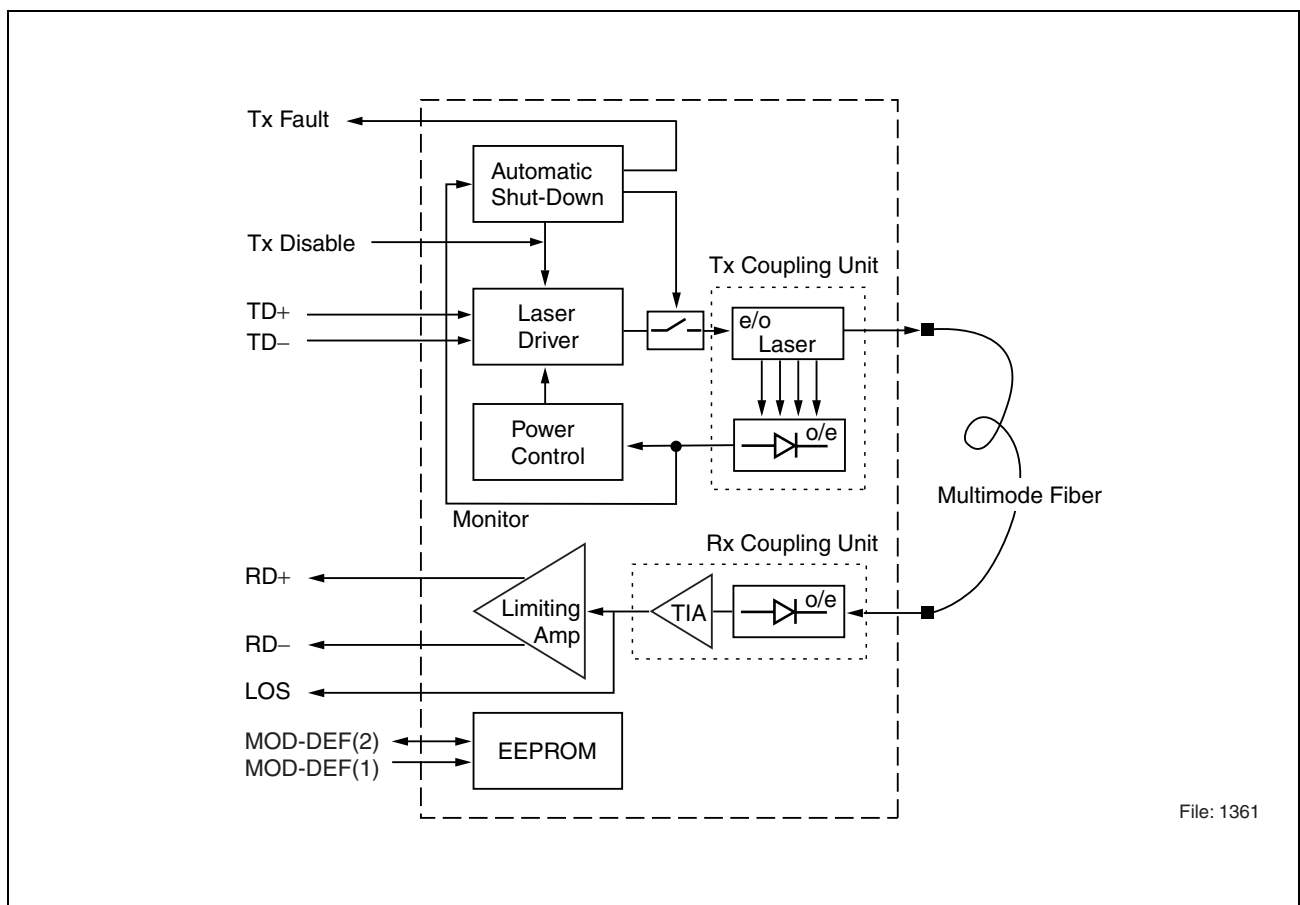 Tx Fault
Automatic
Shut-Down
Tx Disable
Tx Coupling Unit
TD+
TD−
Laser
Driver
e/o
Laser
Power
Control
o/e
Monitor
Multimode Fiber
Rx Coupling Unit
RD+
RD−
Limiting
Amp
TIA
o/e
LOS
MOD-DEF(2)
MOD-DEF(1)
EEPROM
File: 1361